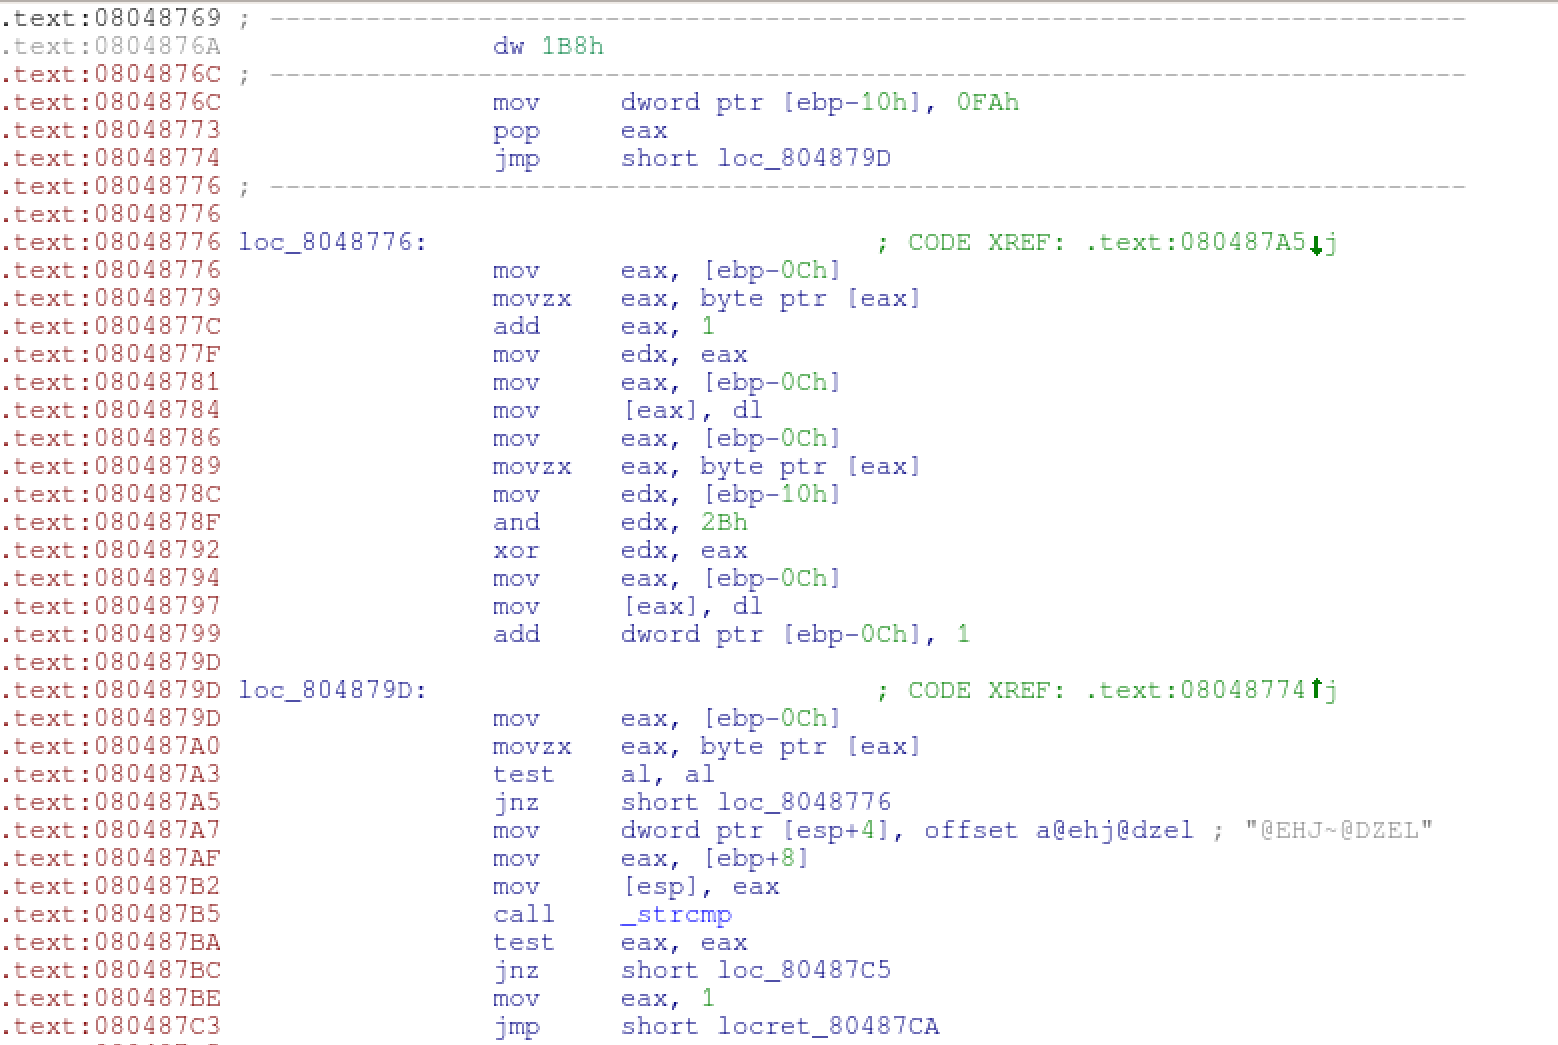 .text:08048769 ; ---------------------------------------------------------------------------
.text:0804876A                 dw 1B8h
.text:0804876C ; ---------------------------------------------------------------------------
.text:0804876C                 mov     dword ptr [ebp-10h], 0FAh
.text:08048773                 pop     eax
.text:08048774                 jmp     short loc_804879D
.text:08048776 ; ---------------------------------------------------------------------------
.text:08048776
.text:08048776 loc_8048776:                            ; CODE XREF: .text:080487A5↓j
.text:08048776                 mov     eax, [ebp-0Ch]
.text:08048779                 movzx   eax, byte ptr [eax]
.text:0804877C                 add     eax, 1
.text:0804877F                 mov     edx, eax
.text:08048781                 mov     eax, [ebp-0Ch]
.text:08048784                 mov     [eax], dl
.text:08048786                 mov     eax, [ebp-0Ch]
.text:08048789                 movzx   eax, byte ptr [eax]
.text:0804878C                 mov     edx, [ebp-10h]
.text:0804878F                 and     edx, 2Bh
.text:08048792                 xor     edx, eax
.text:08048794                 mov     eax, [ebp-0Ch]
.text:08048797                 mov     [eax], dl
.text:08048799                 add     dword ptr [ebp-0Ch], 1
.text:0804879D
.text:0804879D loc_804879D:                            ; CODE XREF: .text:08048774↑j
.text:0804879D                 mov     eax, [ebp-0Ch]
.text:080487A0                 movzx   eax, byte ptr [eax]
.text:080487A3                 test    al, al
.text:080487A5                 jnz     short loc_8048776
.text:080487A7                 mov     dword ptr [esp+4], offset a@ehj@dzel ; "@EHJ~@DZEL"
.text:080487AF                 mov     eax, [ebp+8]
.text:080487B2                 mov     [esp], eax
.text:080487B5                 call    _strcmp
.text:080487BA                 test    eax, eax
.text:080487BC                 jnz     short loc_80487C5
.text:080487BE                 mov     eax, 1
.text:080487C3                 jmp     short locret_80487CA